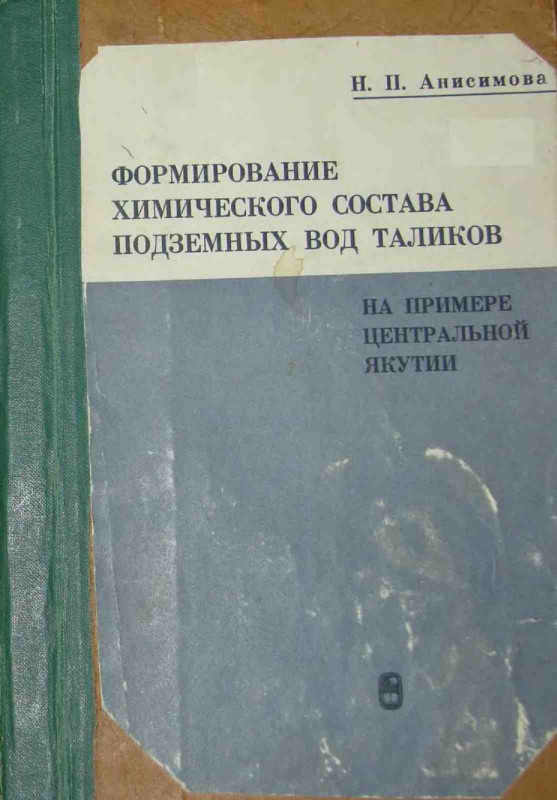 Н. П. Анисимова
ФОРМИРОВАНИЕ
ХИМИЧЕСКОГО СОСТАВА
ПОДЗЕМНЫХ ВОД ТАЛИКОВ
НА ПРИМЕРЕ
ЦЕНТРАЛЬНОЙ
ЯКУТИИ